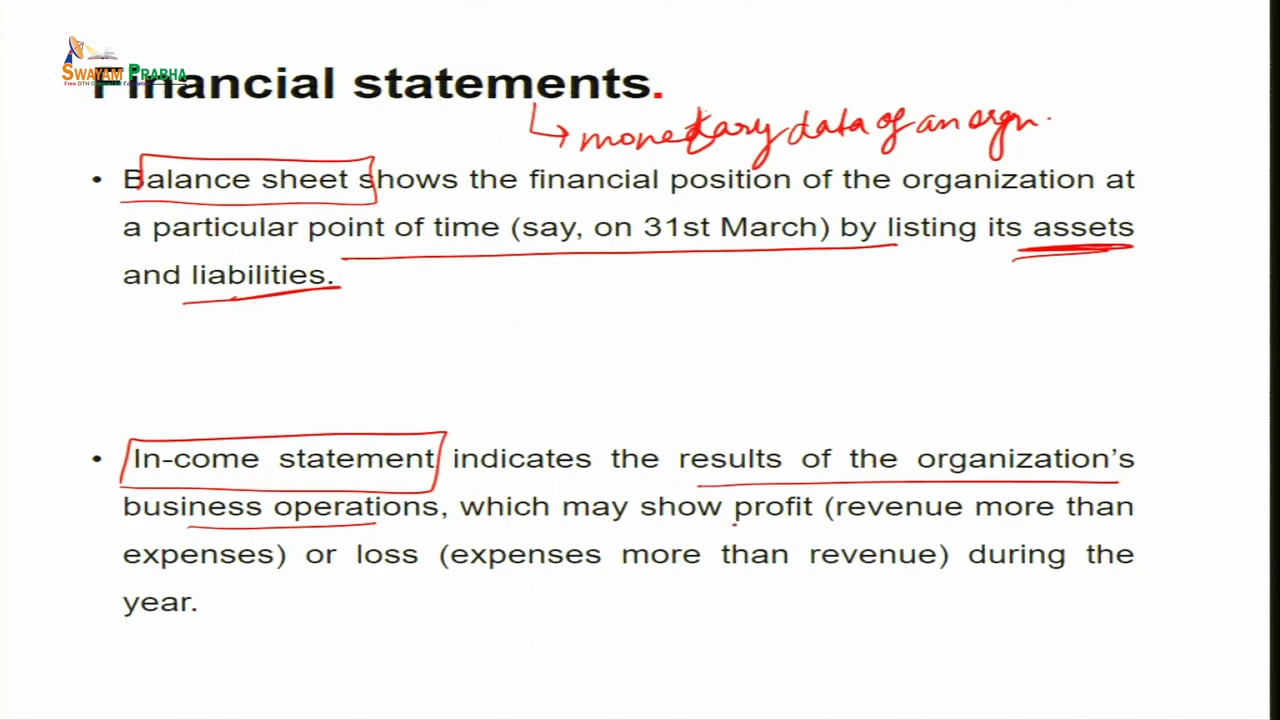 SWAYAM PRABHA
Financial statements.
monetary data of an orgn.
• Balance sheet shows the financial position of the organization at
a particular point of time (say, on 31st March) by listing its assets
and liabilities.
• In-come statement indicates the results of the organization’s
business operations, which may show profit (revenue more than
expenses) or loss (expenses more than revenue) during the
year.